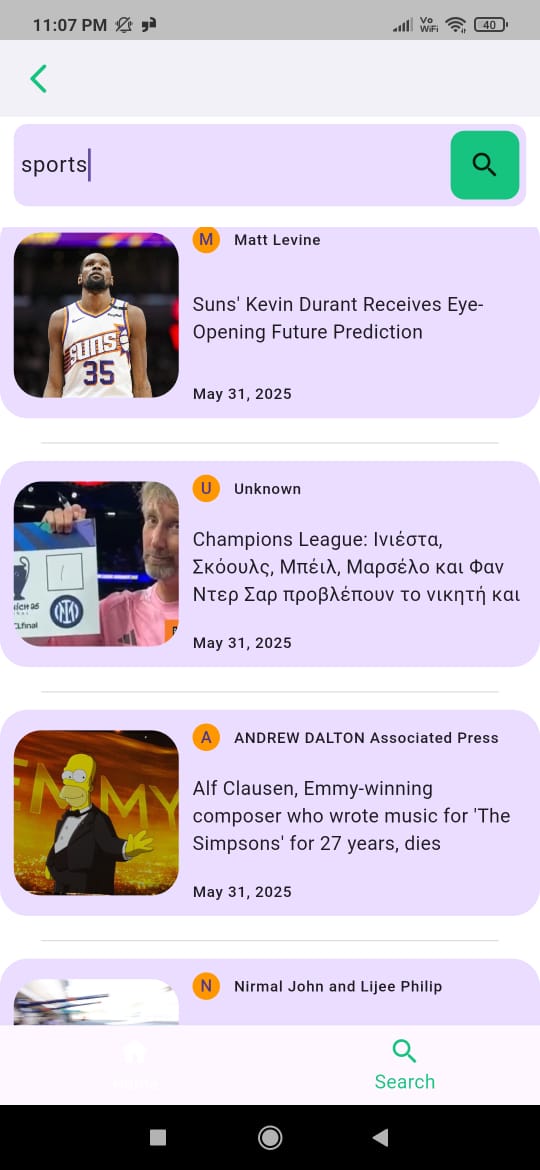 11:07 PM
Vo
WiFi
40
sports
M Matt Levine
Suns' Kevin Durant Receives Eye-
Opening Future Prediction
SUNS
35
May 31, 2025
U Unknown
Champions League: Ινιέστα,
Σκόουλς, Μπέιλ, Μαρσέλο και Φαν
Ντερ Σαρ προβλέπουν το νικητή και
May 31, 2025
A ANDREW DALTON Associated Press
Alf Clausen, Emmy-winning
composer who wrote music for 'The
Simpsons' for 27 years, dies
EMMY
May 31, 2025
N Nirmal John and Lijee Philip
Search